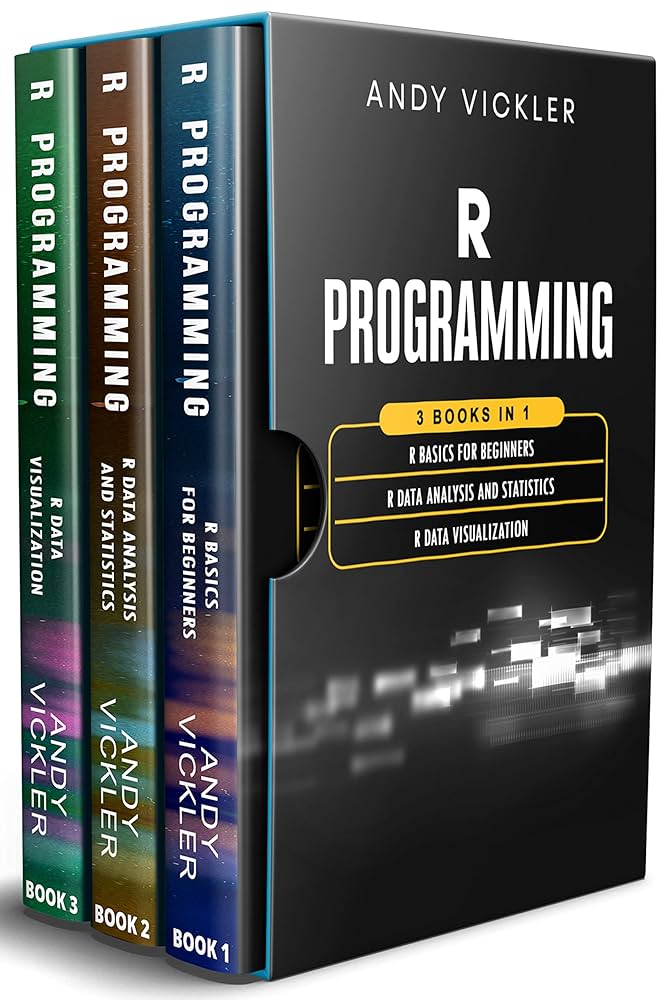 R PROGRAMMING
R DATA
VISUALIZATION
ANDY
VICKLER
BOOK 3
R PROGRAMMING
R DATA ANALYSIS
AND STATISTICS
ANDY
VICKLER
BOOK 2
R PROGRAMMING
R BASICS
FOR BEGINNERS
ANDY
VICKLER
BOOK 1
ANDY VICKLER
R
PROGRAMMING
3 BOOKS IN 1
R BASICS FOR BEGINNERS
R DATA ANALYSIS AND STATISTICS
R DATA VISUALIZATION